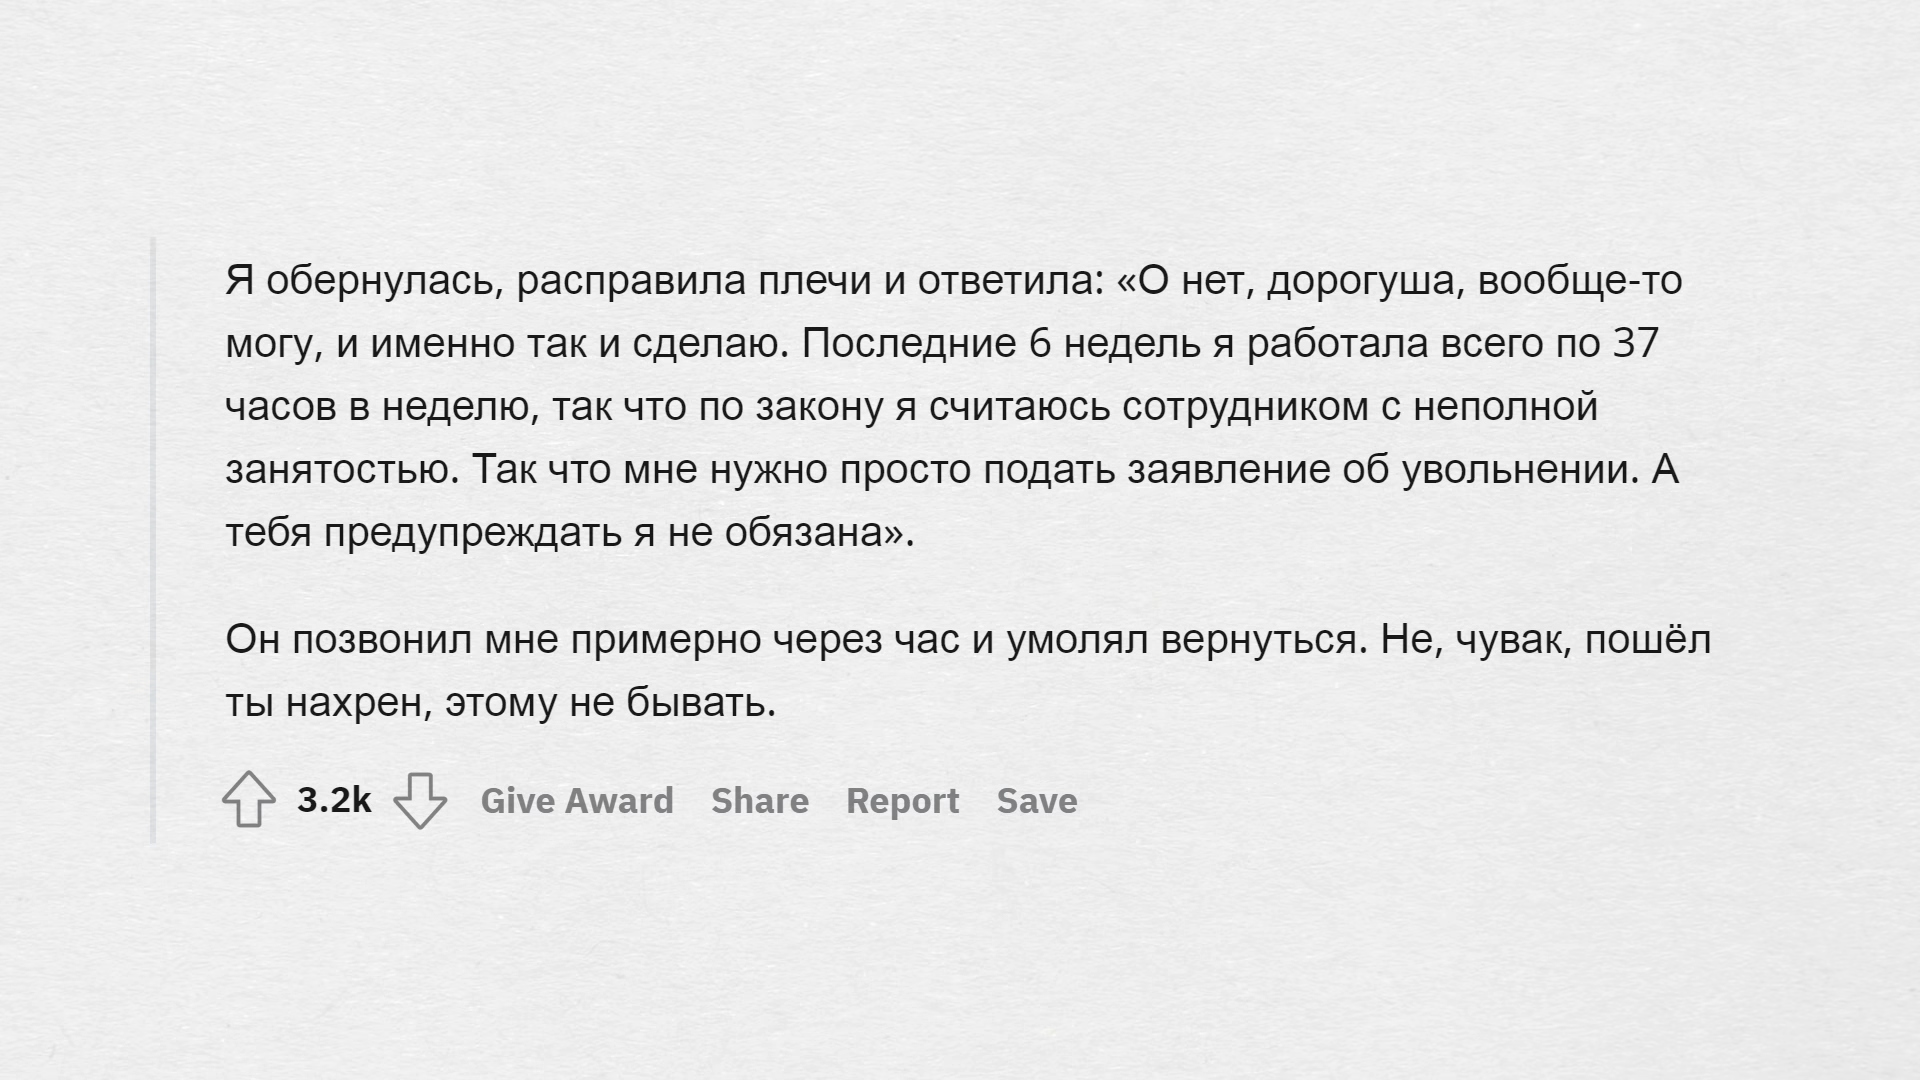 Я обернулась, расправила плечи и ответила: «О нет, дорогуша, вообще-то
могу, и именно так и сделаю. Последние 6 недель я работала всего по 37
часов в неделю, так что по закону я считаюсь сотрудником с неполной
занятостью. Так что мне нужно просто подать заявление об увольнении. А
тебя предупреждать я не обязана».
Он позвонил мне примерно через час и умолял вернуться. Не, чувак, пошёл
ты нахрен, этому не бывать.
3.2k Give Award Share Report Save